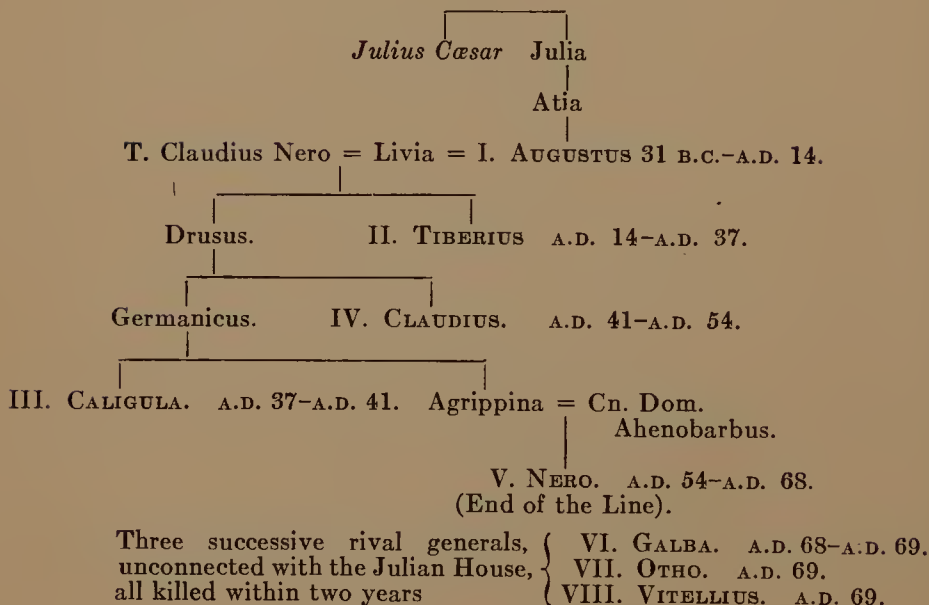 Julius Cæsar Julia
Atia
T. Claudius Nero = Livia = I. AUGUSTUS 31 B.C.–A.D. 14.
Drusus. II. TIBERIUS A.D. 14–A.D. 37.
Germanicus. IV. CLAUDIUS. A.D. 41–A.D. 54.
III. CALIGULA. A.D. 37–A.D. 41. Agrippina = Cn. Dom.
Ahenobarbus.
V. NERO. A.D. 54–A.D. 68.
(End of the Line).
Three successive rival generals, { VI. GALBA. A.D. 68–A.D. 69.
unconnected with the Julian House, VII. OTHO. A.D. 69.
all killed within two years VIII. VITELLIUS. A.D. 69.